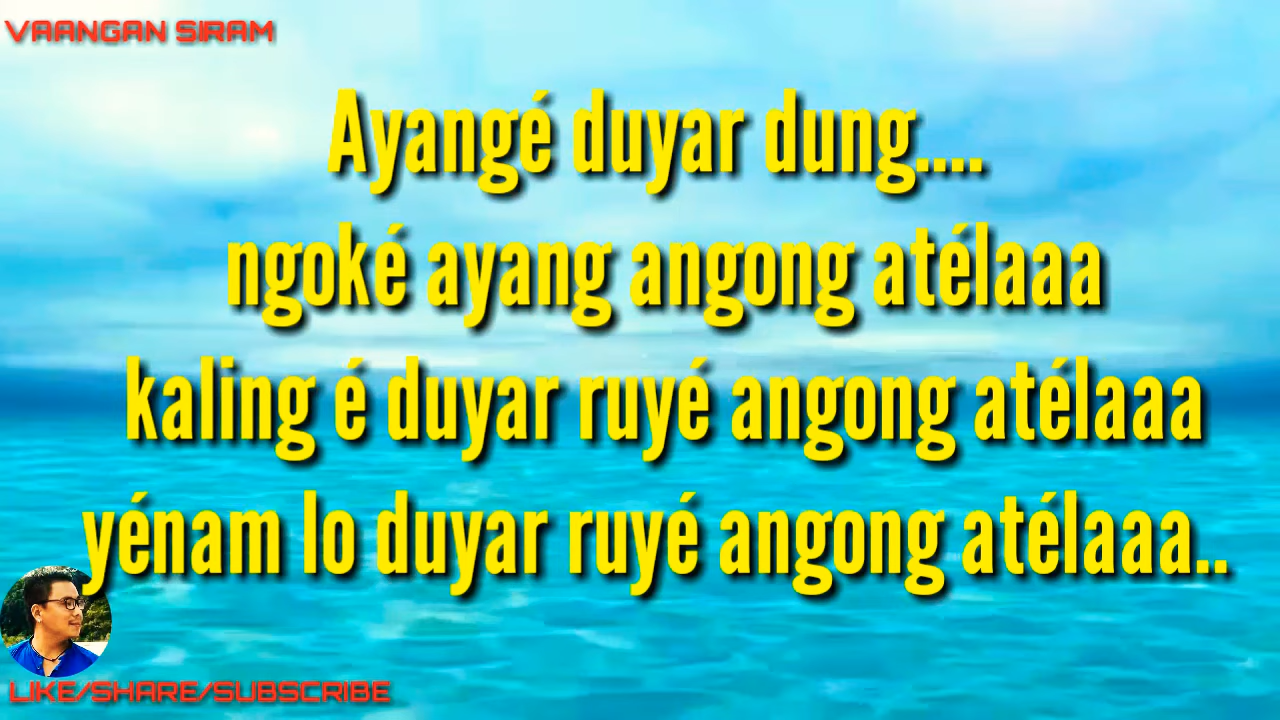 VAANGAN SIRAM
Ayangé duyar dung....
ngoké ayang angong atélaaa
kaling é duyar ruyé angong atélaaa
yénam lo duyar ruyé angong atélaaa..
LIKE/SHARE/SUBSCRIBE